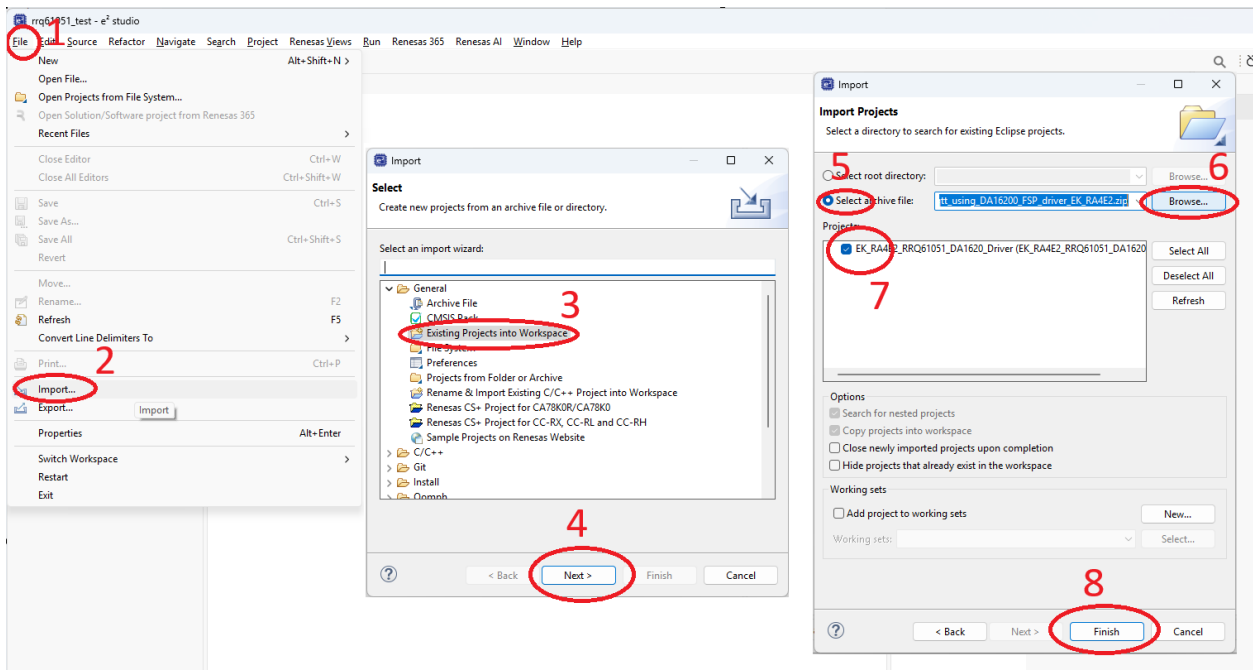 rrq61051_test - e² studio
File Edit Source Refactor Navigate Search Project Renesas Views Run Renesas 365 Renesas AI Window Help
1
New Alt+Shift+N >
Open File...
Open Projects from File System...
Open Solution/Software project from Renesas 365
Recent Files >
Close Editor Ctrl+W
Close All Editors Ctrl+Shift+W
Save Ctrl+S
Save As...
Save All Ctrl+Shift+S
Revert
Move...
Rename... F2
Refresh F5
Convert Line Delimiters To >
2
Print... Ctrl+P
Import...
Export...
Import
Properties Alt+Enter
Switch Workspace >
Restart
Exit
Import
Select
Create new projects from an archive file or directory.
Select an import wizard:
General
Archive File
3
CMSIS Pack
Existing Projects into Workspace
File System
Preferences
Projects from Folder or Archive
Rename & Import Existing C/C++ Project into Workspace
Renesas CS+ Project for CA78K0R/CA78K0
Renesas CS+ Project for CC-RX, CC-RL and CC-RH
Sample Projects on Renesas Website
C/C++
Git
Install
Oomph
4
? < Back Next > Finish Cancel
Import
Import Projects
Select a directory to search for existing Eclipse projects.
5
6
Select root directory: Browse...
Select archive file: tt_using_DA16200_FSP_driver_EK_RA4E2.zip Browse...
Projects:
EK_RA4E2_RRQ61051_DA1620_Driver (EK_RA4E2_RRQ61051_DA1620
7
Select All
Deselect All
Refresh
Options
Search for nested projects
Copy projects into workspace
Close newly imported projects upon completion
Hide projects that already exist in the workspace
Working sets
Add project to working sets New...
Working sets: Select...
8
? < Back Next > Finish Cancel